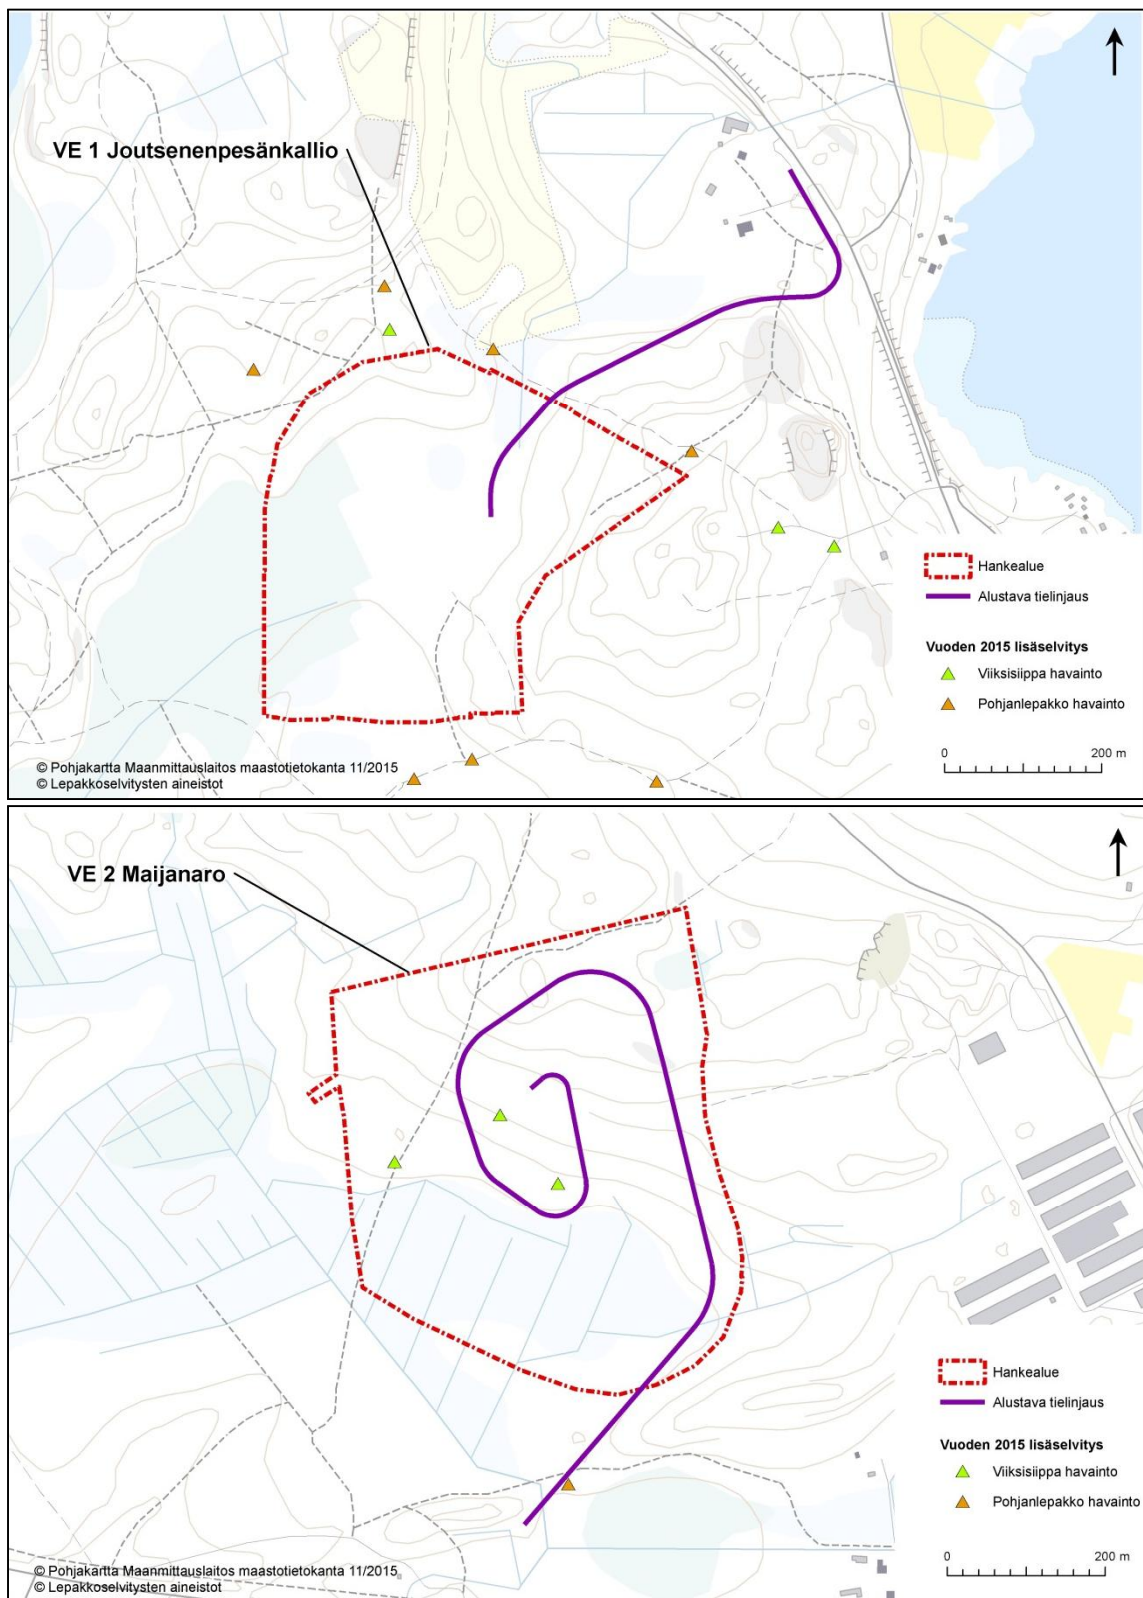 VE 1 Joutsenenpesänkallio
Hankealue
Alustava tielinjaus
Vuoden 2015 lisäselvitys
Viiksisiippa havainto
Pohjanlepakko havainto
0 200 m
© Pohjakartta Maanmittauslaitos maastotietokanta 11/2015
© Lepakkoselvitysten aineistot
VE 2 Maijanaro
Hankealue
Alustava tielinjaus
Vuoden 2015 lisäselvitys
Viiksisiippa havainto
Pohjanlepakko havainto
0 200 m
© Pohjakartta Maanmittauslaitos maastotietokanta 11/2015
© Lepakkoselvitysten aineistot